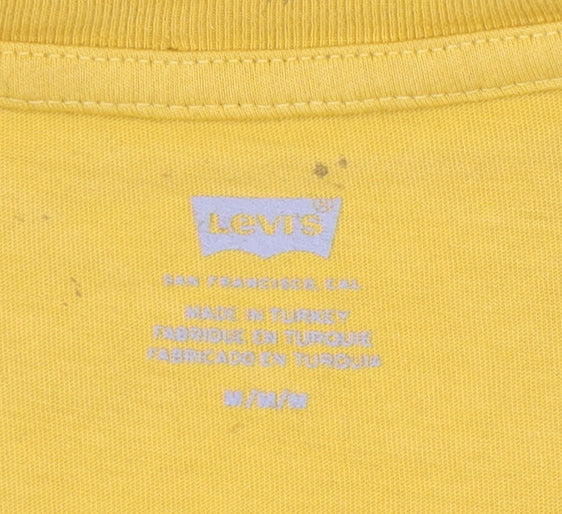 Levi's®
SAN FRANCISCO, CAL
MADE IN TURKEY
FABRIQUE EN TURQUIE
FABRICADO EN TURQUIA
M/M/M